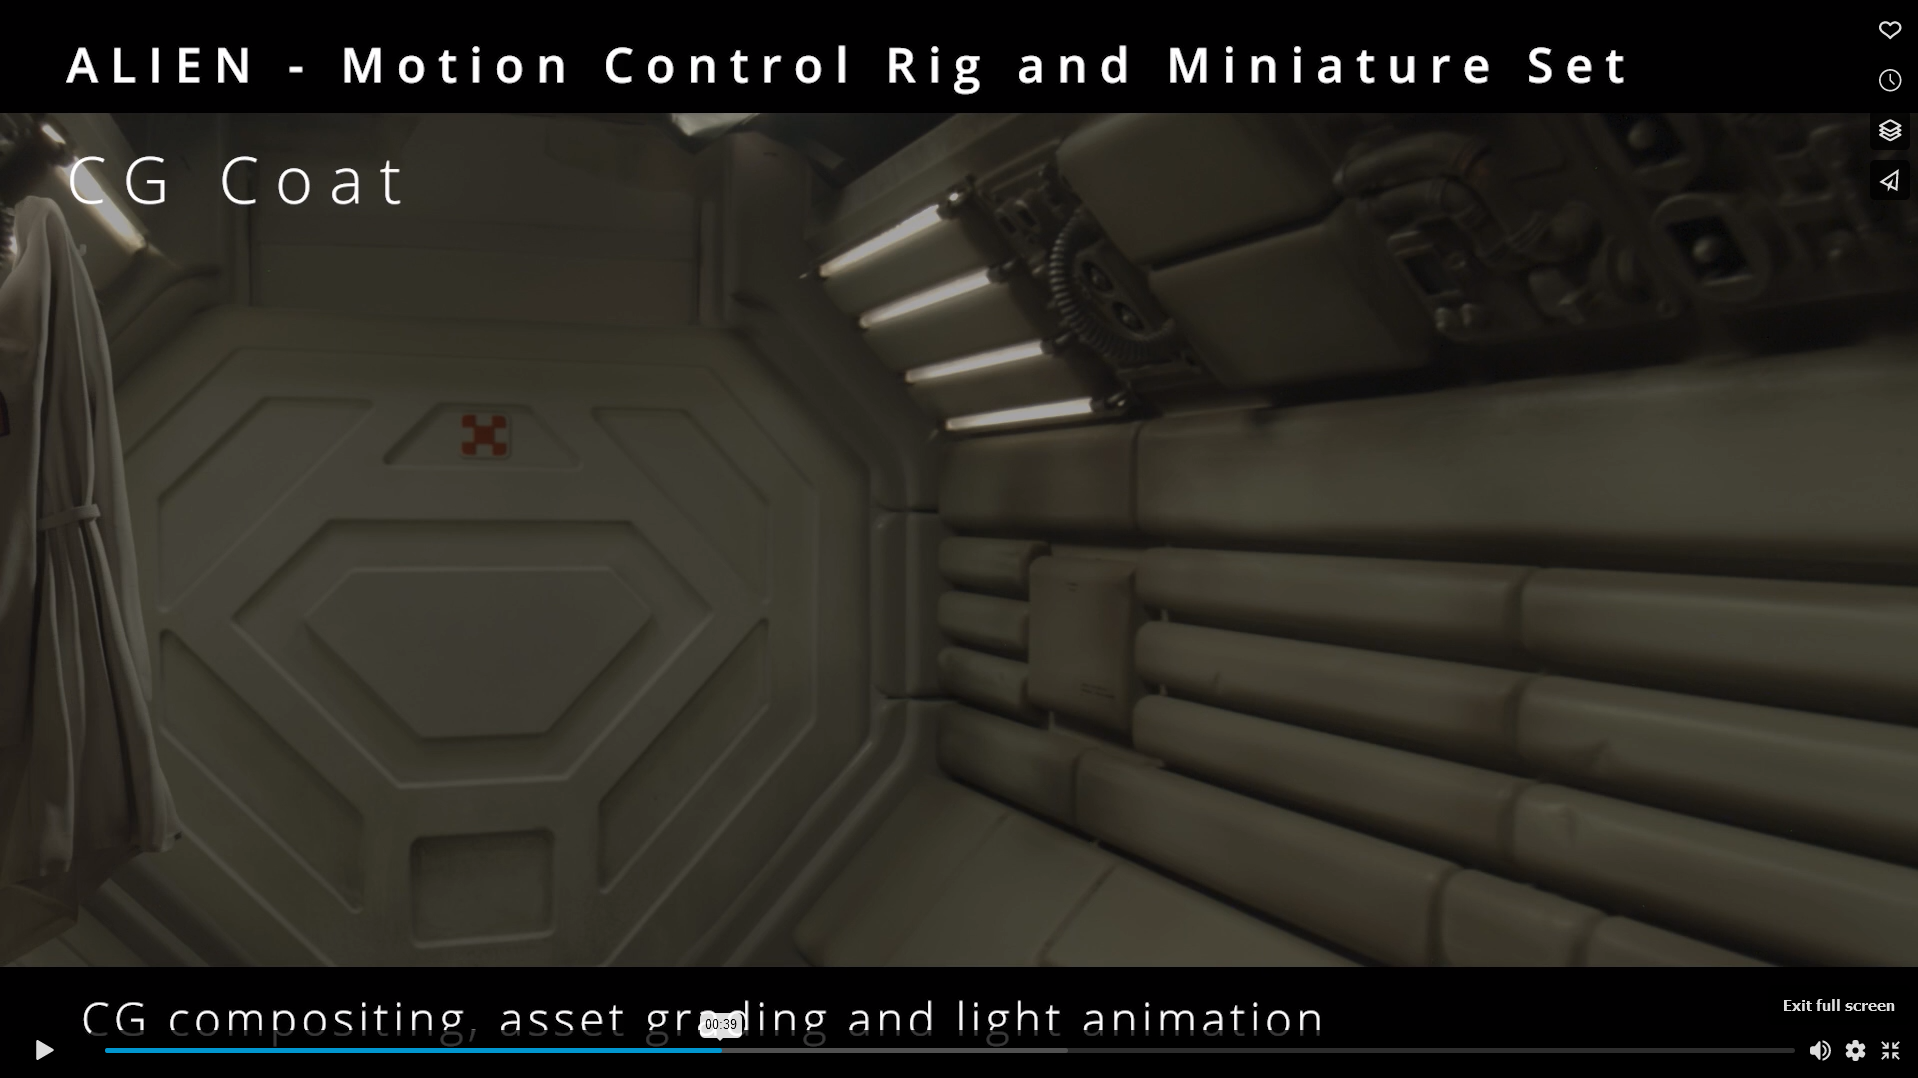 ALIEN - Motion Control Rig and Miniature Set
CG Coat
CG compositing, asset grading and light animation
00:39
Exit full screen